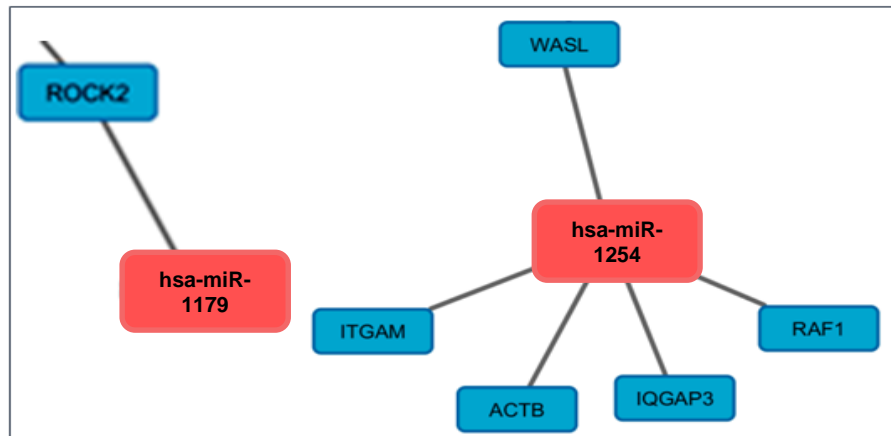 WASL
ROCK2
hsa-miR-
1254
hsa-miR-
1179
ITGAM
RAF1
ACTB
IQGAP3